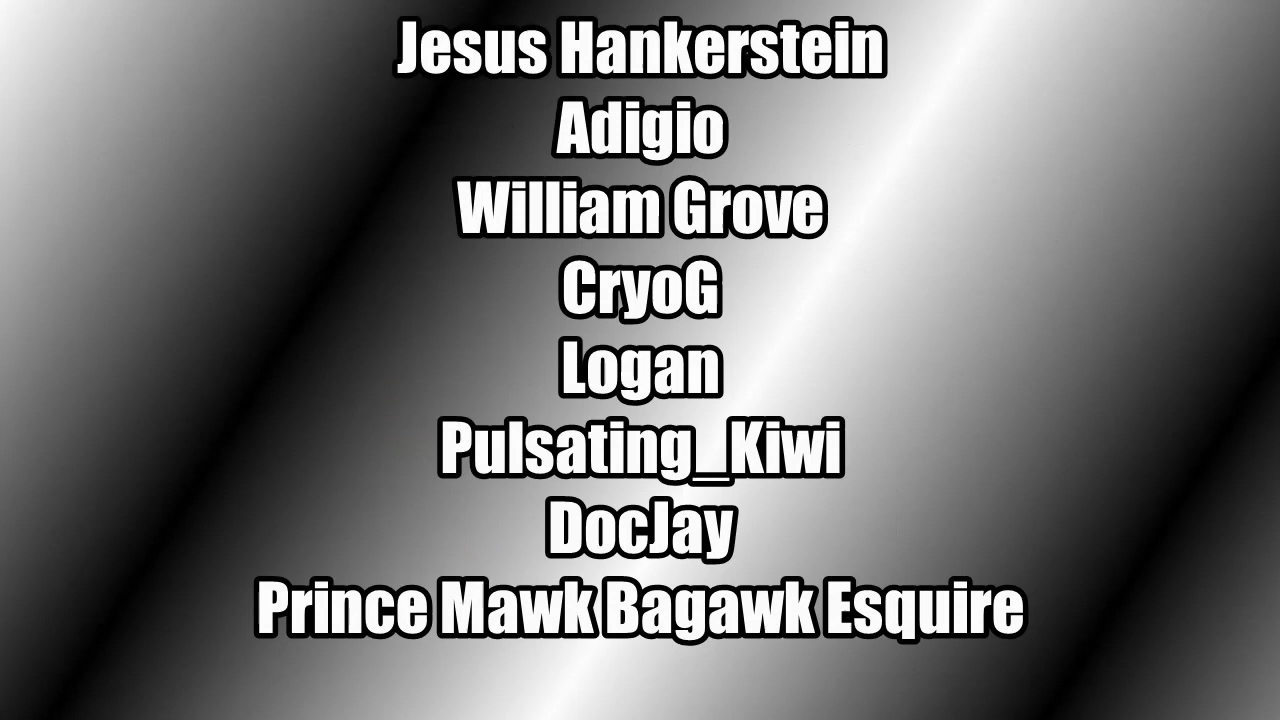 Jesus Hankerstein
Adigio
William Grove
CryoG
Logan
Pulsating_Kiwi
DocJay
Prince Mawk Bagawk Esquire